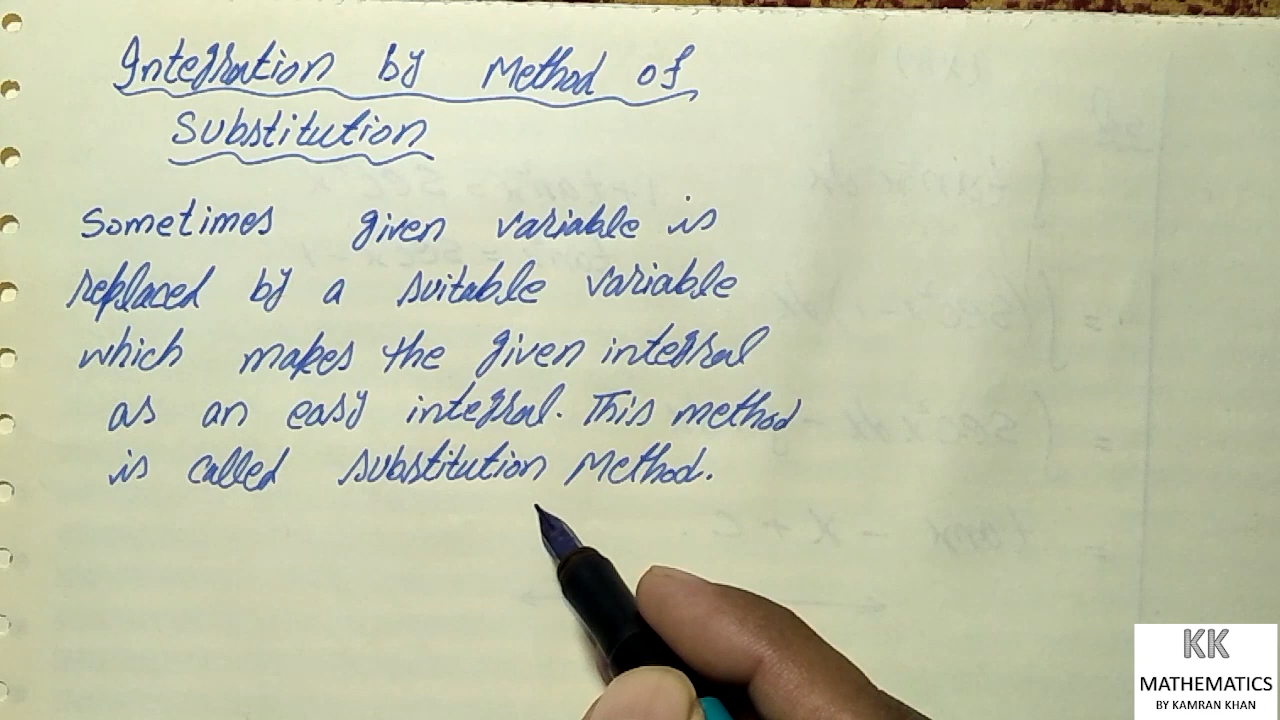 Integration by Method of
Substitution
Sometimes given variable is
replaced by a suitable variable
which makes the given integral
as an easy integral. This method
is called substitution Method.
KK
MATHEMATICS
BY KAMRAN KHAN